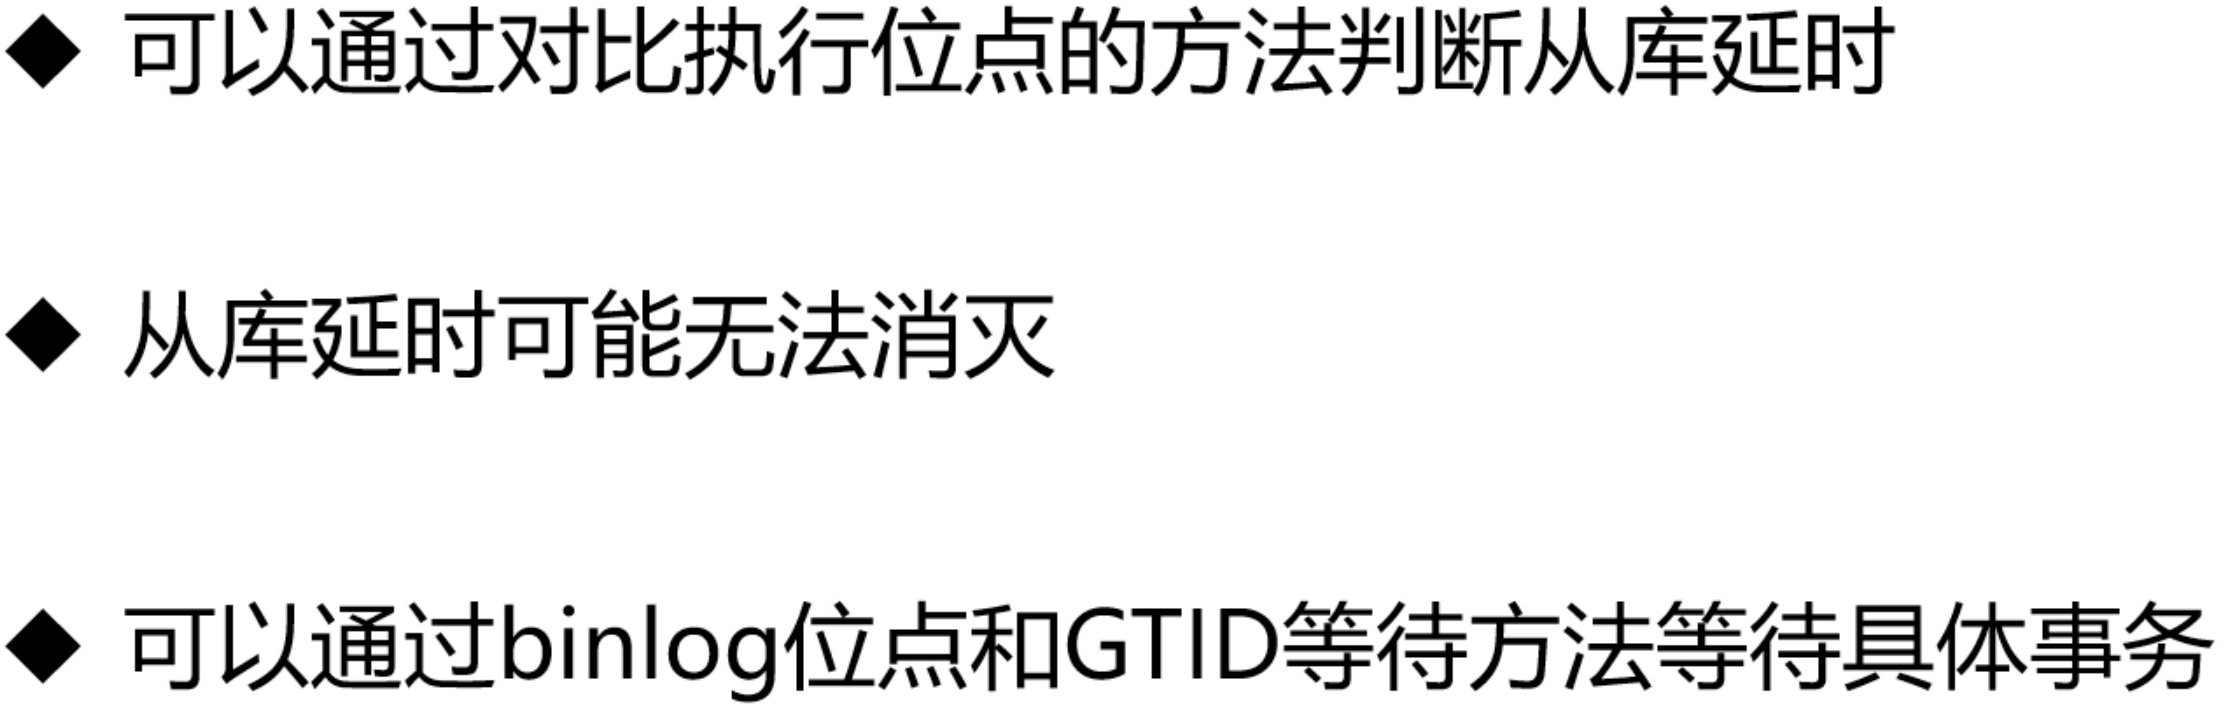 ◆ 可以通过对比执行位点的方法判断从库延时
◆ 从库延时可能无法消灭
◆ 可以通过binlog位点和GTID等待方法等待具体事务